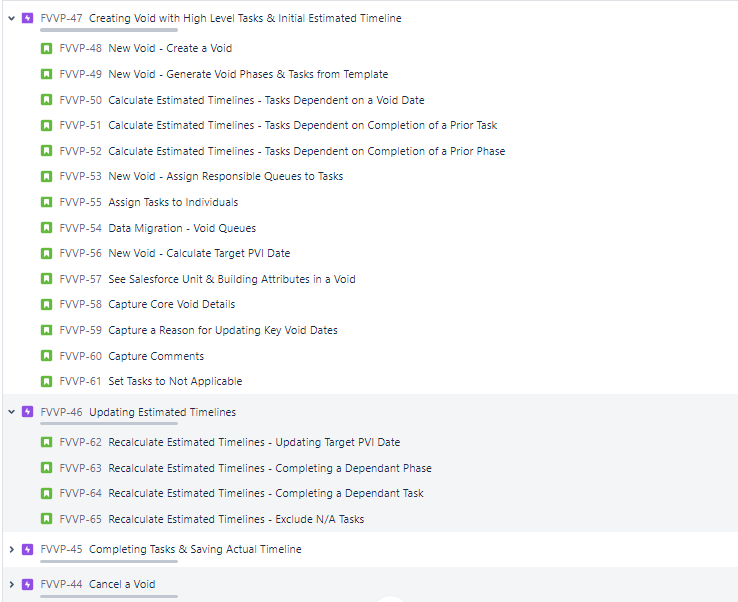 FVVP-47 Creating Void with High Level Tasks & Initial Estimated Timeline
FVVP-48 New Void - Create a Void
FVVP-49 New Void - Generate Void Phases & Tasks from Template
FVVP-50 Calculate Estimated Timelines - Tasks Dependent on a Void Date
FVVP-51 Calculate Estimated Timelines - Tasks Dependent on Completion of a Prior Task
FVVP-52 Calculate Estimated Timelines - Tasks Dependent on Completion of a Prior Phase
FVVP-53 New Void - Assign Responsible Queues to Tasks
FVVP-55 Assign Tasks to Individuals
FVVP-54 Data Migration - Void Queues
FVVP-56 New Void - Calculate Target PVI Date
FVVP-57 See Salesforce Unit & Building Attributes in a Void
FVVP-58 Capture Core Void Details
FVVP-59 Capture a Reason for Updating Key Void Dates
FVVP-60 Capture Comments
FVVP-61 Set Tasks to Not Applicable
FVVP-46 Updating Estimated Timelines
FVVP-62 Recalculate Estimated Timelines - Updating Target PVI Date
FVVP-63 Recalculate Estimated Timelines - Completing a Dependant Phase
FVVP-64 Recalculate Estimated Timelines - Completing a Dependant Task
FVVP-65 Recalculate Estimated Timelines - Exclude N/A Tasks
FVVP-45 Completing Tasks & Saving Actual Timeline
FVVP-44 Cancel a Void